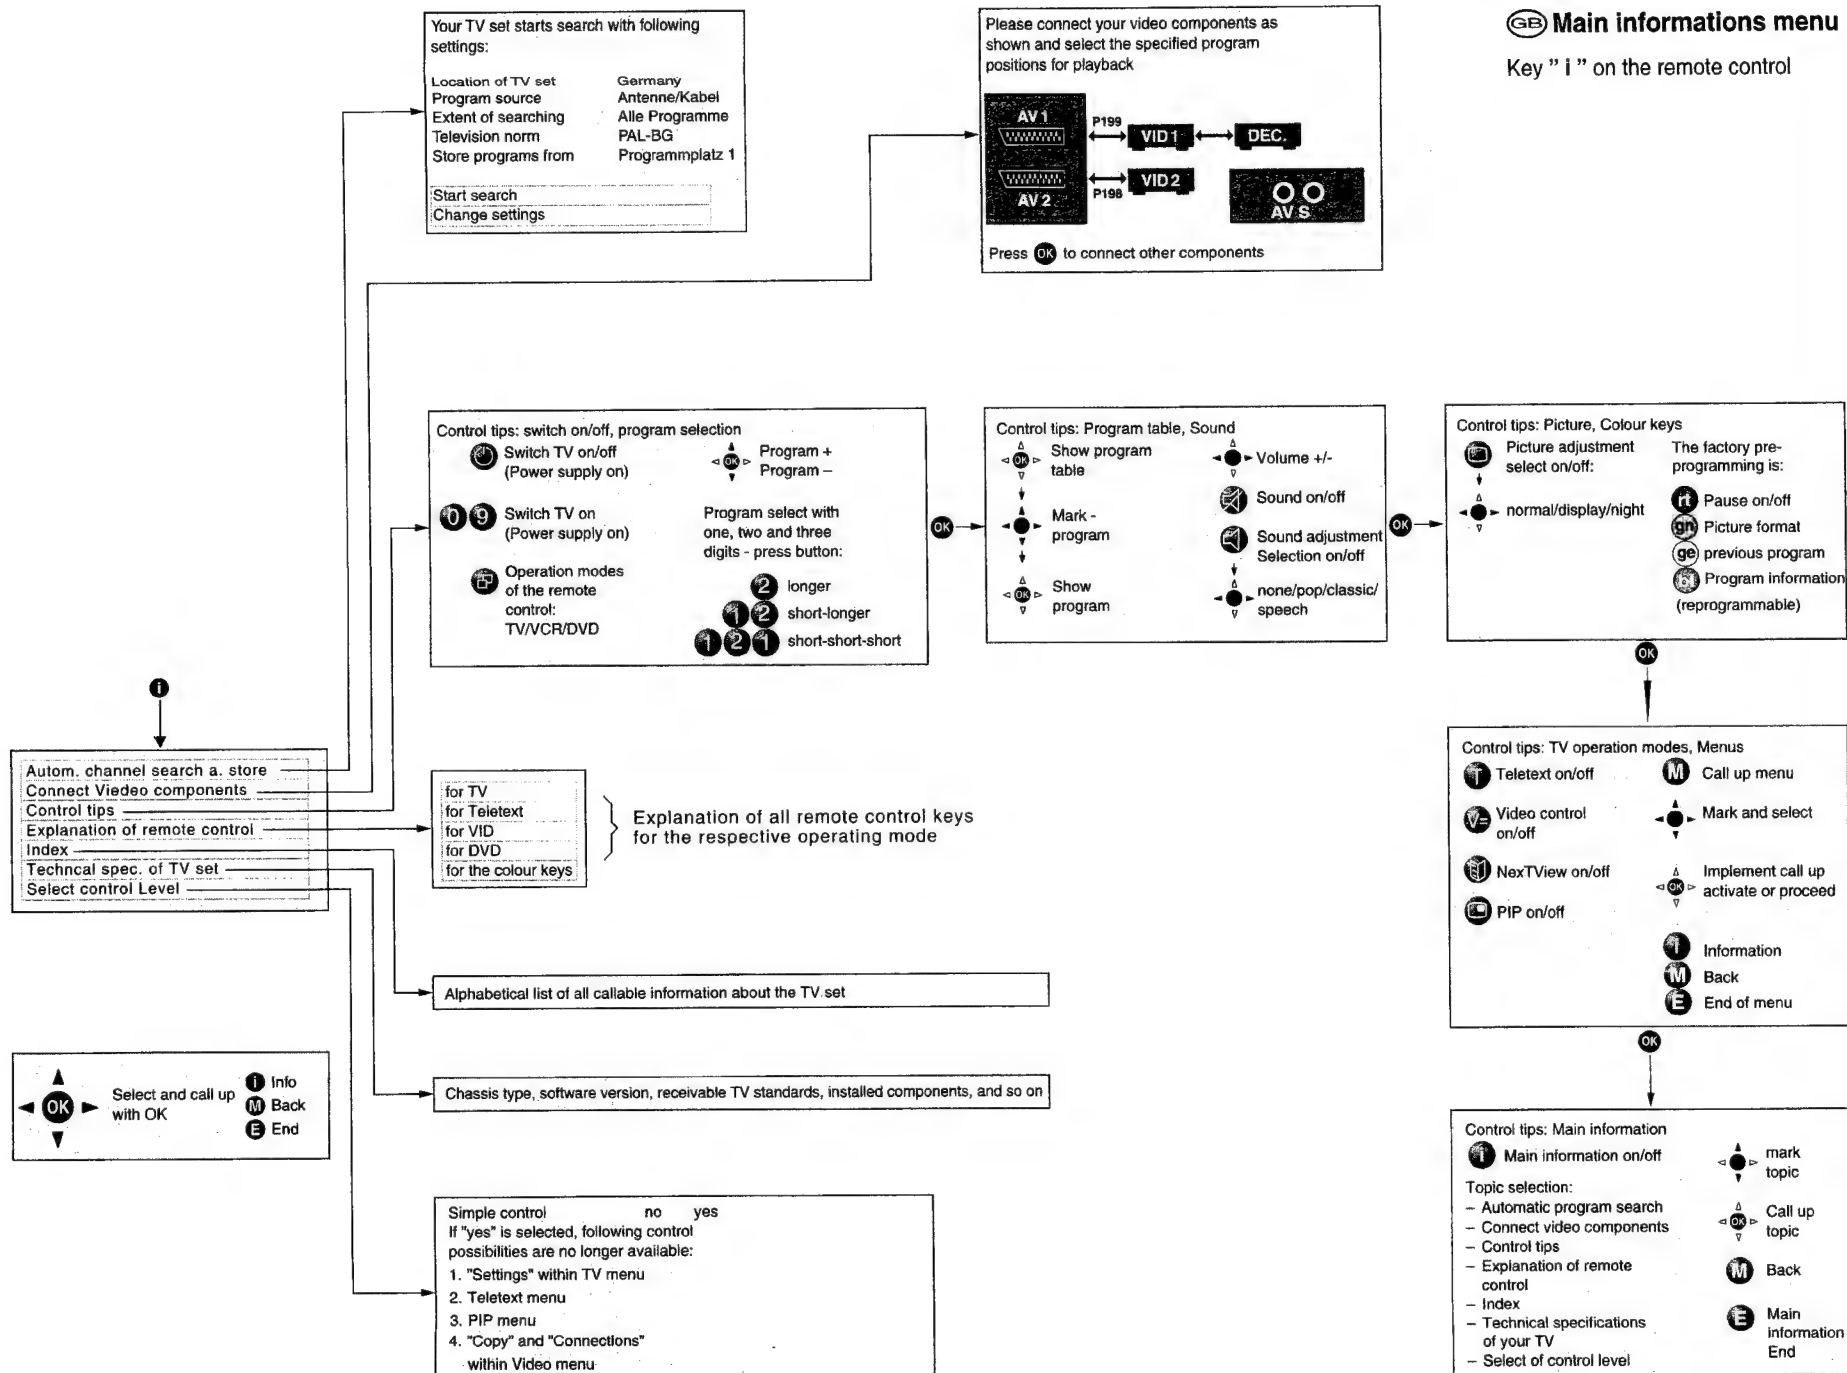 GB Main informations menu
Key " i " on the remote control
Your TV set starts search with following
settings:
Location of TV set Germany
Program source Antenne/Kabel
Extent of searching Alle Programme
Television norm PAL-BG
Store programs from Programmplatz 1
Start search
Change settings
Please connect your video components as
shown and select the specified program
positions for playback
AV 1
P199
VID 1
DEC.
AV 2
P198
VID 2
AV S
Press OK to connect other components
Control tips: switch on/off, program selection
Switch TV on/off
(Power supply on)
OK
Program +
Program –
0 9 Switch TV on
(Power supply on)
Program select with
one, two and three
digits - press button:
Operation modes
of the remote
control:
TV/VCR/DVD
2 longer
1 2 short-longer
1 2 1 short-short-short
OK
Control tips: Program table, Sound
OK Show program
table
Mark -
program
OK Show
program
Volume +/-
Sound on/off
Sound adjustment
Selection on/off
none/pop/classic/
speech
OK
Control tips: Picture, Colour keys
Picture adjustment
select on/off:
normal/display/night
The factory pre-
programming is:
rt Pause on/off
gn Picture format
ge previous program
bl Program information
(reprogrammable)
OK
Control tips: TV operation modes, Menus
T Teletext on/off
V= Video control
on/off
NexTView on/off
PIP on/off
M Call up menu
Mark and select
OK Implement call up
activate or proceed
i Information
M Back
E End of menu
OK
Control tips: Main information
i Main information on/off
Topic selection:
– Automatic program search
– Connect video components
– Control tips
– Explanation of remote
control
– Index
– Technical specifications
of your TV
– Select of control level
mark
topic
OK Call up
topic
M Back
E Main
information
End
i
Autom. channel search a. store
Connect Viedeo components
Control tips
Explanation of remote control
Index
Techncal spec. of TV set
Select control Level
for TV
for Teletext
for VID
for DVD
for the colour keys
Explanation of all remote control keys
for the respective operating mode
Alphabetical list of all callable information about the TV set
Chassis type, software version, receivable TV standards, installed components, and so on
OK
Select and call up
with OK
i Info
M Back
E End
Simple control no yes
If "yes" is selected, following control
possibilities are no longer available:
1. "Settings" within TV menu
2. Teletext menu
3. PIP menu
4. "Copy" and "Connections"
within Video menu